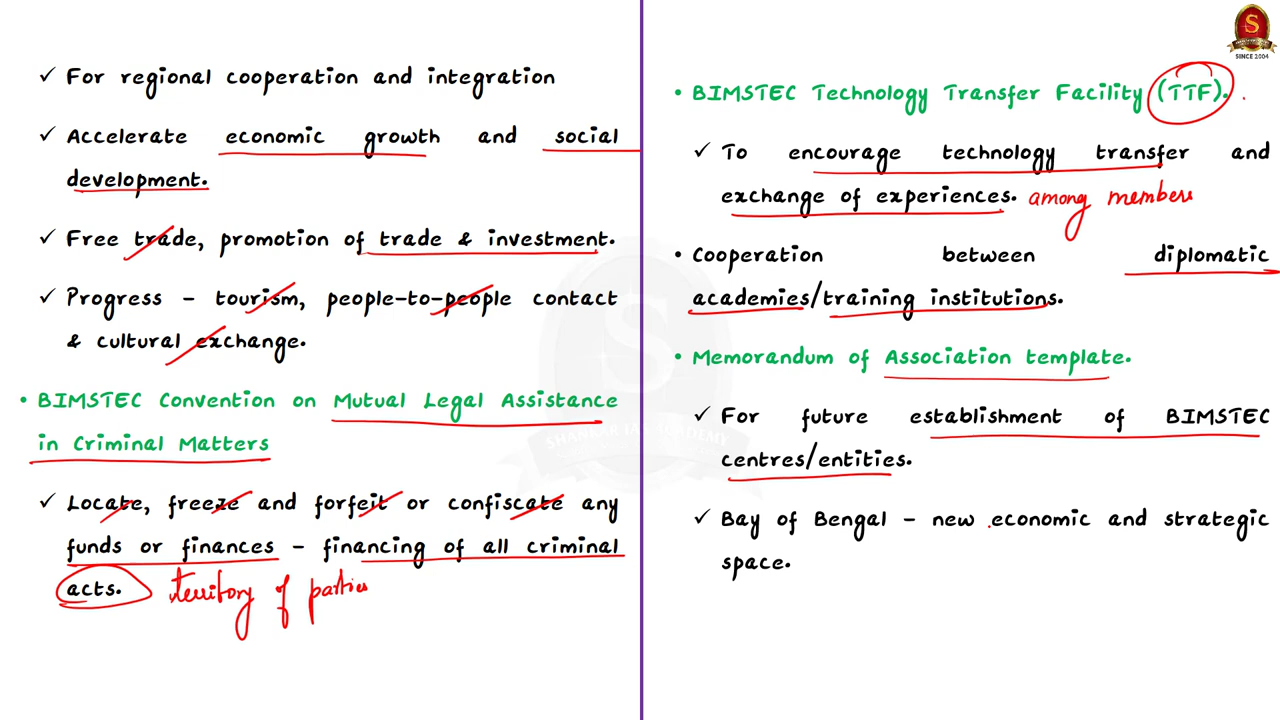 ✓ For regional cooperation and integration
✓ Accelerate economic growth and social
development.
✓ Free trade, promotion of trade & investment.
✓ Progress - tourism, people-to-people contact
& cultural exchange.
• BIMSTEC Convention on Mutual Legal Assistance
in Criminal Matters
✓ Locate, freeze and forfeit or confiscate any
funds or finances - financing of all criminal
acts. territory of parties
S
SINCE 2004
• BIMSTEC Technology Transfer Facility (TTF).
✓ To encourage technology transfer and
exchange of experiences. among members
• Cooperation between diplomatic
academies/training institutions.
• Memorandum of Association template.
✓ For future establishment of BIMSTEC
centres/entities.
✓ Bay of Bengal - new economic and strategic
space.
S
SHANKAR IAS ACADEMY